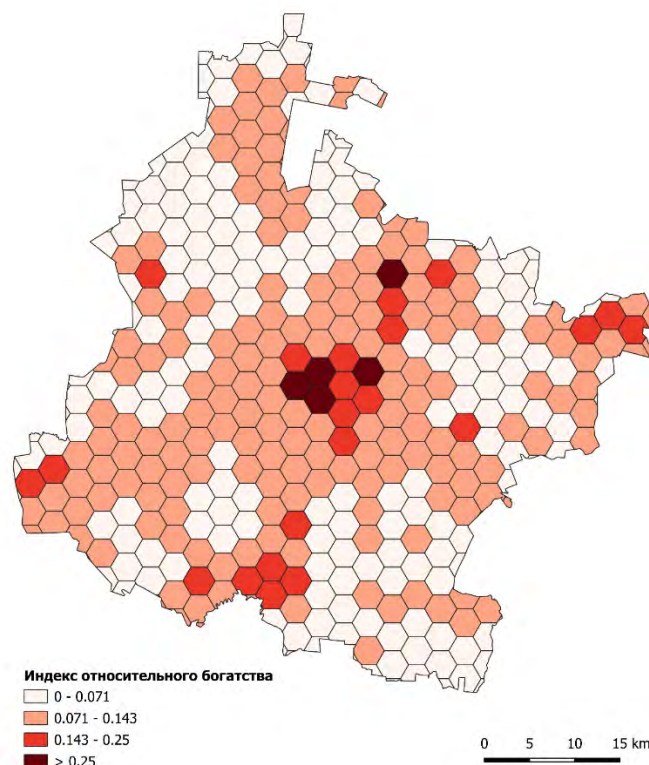 Индекс относительного богатства
0 - 0.071
0.071 - 0.143
0.143 - 0.25
> 0.25
0 5 10 15 km